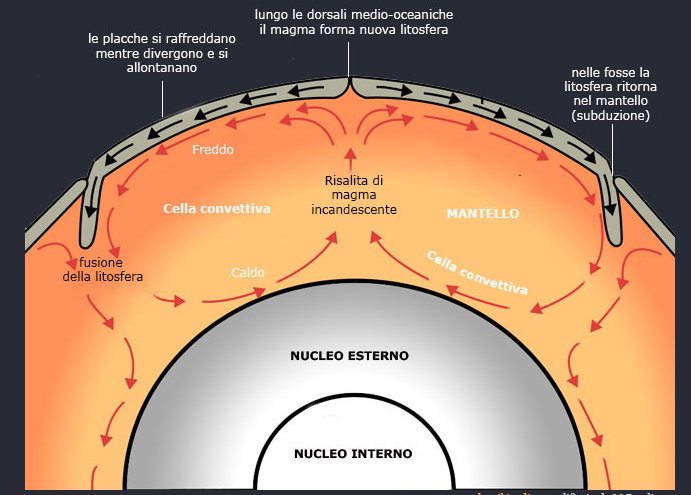 lungo le dorsali medio-oceaniche
il magma forma nuova litosfera
le placche si raffreddano
mentre divergono e si
allontanano
nelle fosse la
litosfera ritorna
nel mantello
(subduzione)
Freddo
Risalita di
magma
incandescente
Cella convettiva
MANTELLO
fusione
della litosfera
Caldo
Cella convettiva
NUCLEO ESTERNO
NUCLEO INTERNO